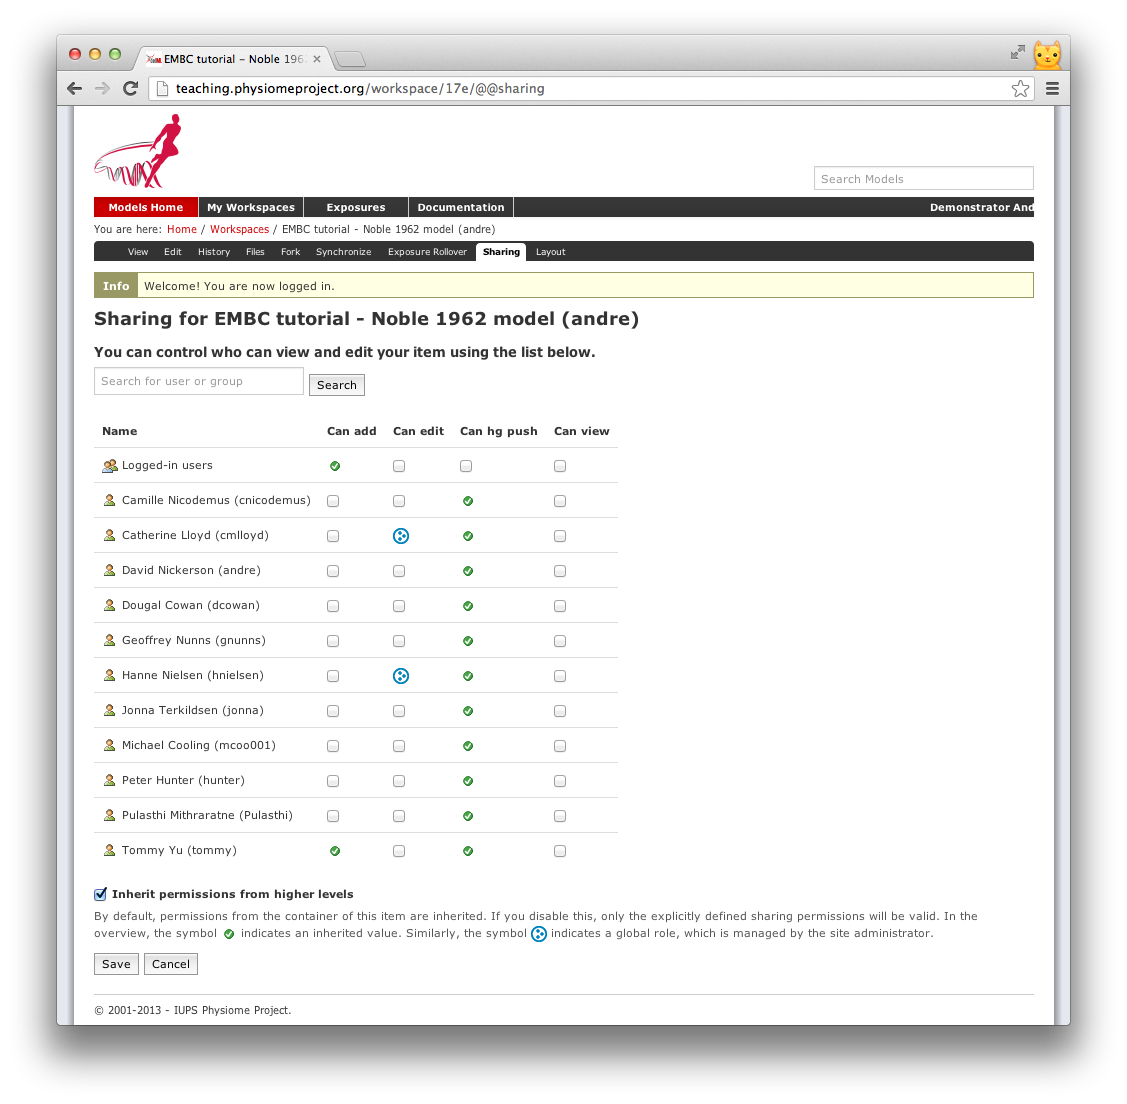 EMBC tutorial – Noble 196
teaching.physiomeproject.org/workspace/17e/@@sharing
Search Models
Models Home My Workspaces Exposures Documentation Demonstrator And
You are here: Home / Workspaces / EMBC tutorial - Noble 1962 model (andre)
View Edit History Files Fork Synchronize Exposure Rollover Sharing Layout
Info Welcome! You are now logged in.
Sharing for EMBC tutorial - Noble 1962 model (andre)
You can control who can view and edit your item using the list below.
Search for user or group Search
Name Can add Can edit Can hg push Can view
Logged-in users
Camille Nicodemus (cnicodemus)
Catherine Lloyd (cmlloyd)
David Nickerson (andre)
Dougal Cowan (dcowan)
Geoffrey Nunns (gnunns)
Hanne Nielsen (hnielsen)
Jonna Terkildsen (jonna)
Michael Cooling (mcoo001)
Peter Hunter (hunter)
Pulasthi Mithraratne (Pulasthi)
Tommy Yu (tommy)
Inherit permissions from higher levels
By default, permissions from the container of this item are inherited. If you disable this, only the explicitly defined sharing permissions will be valid. In the
overview, the symbol indicates an inherited value. Similarly, the symbol indicates a global role, which is managed by the site administrator.
Save Cancel
© 2001-2013 - IUPS Physiome Project.